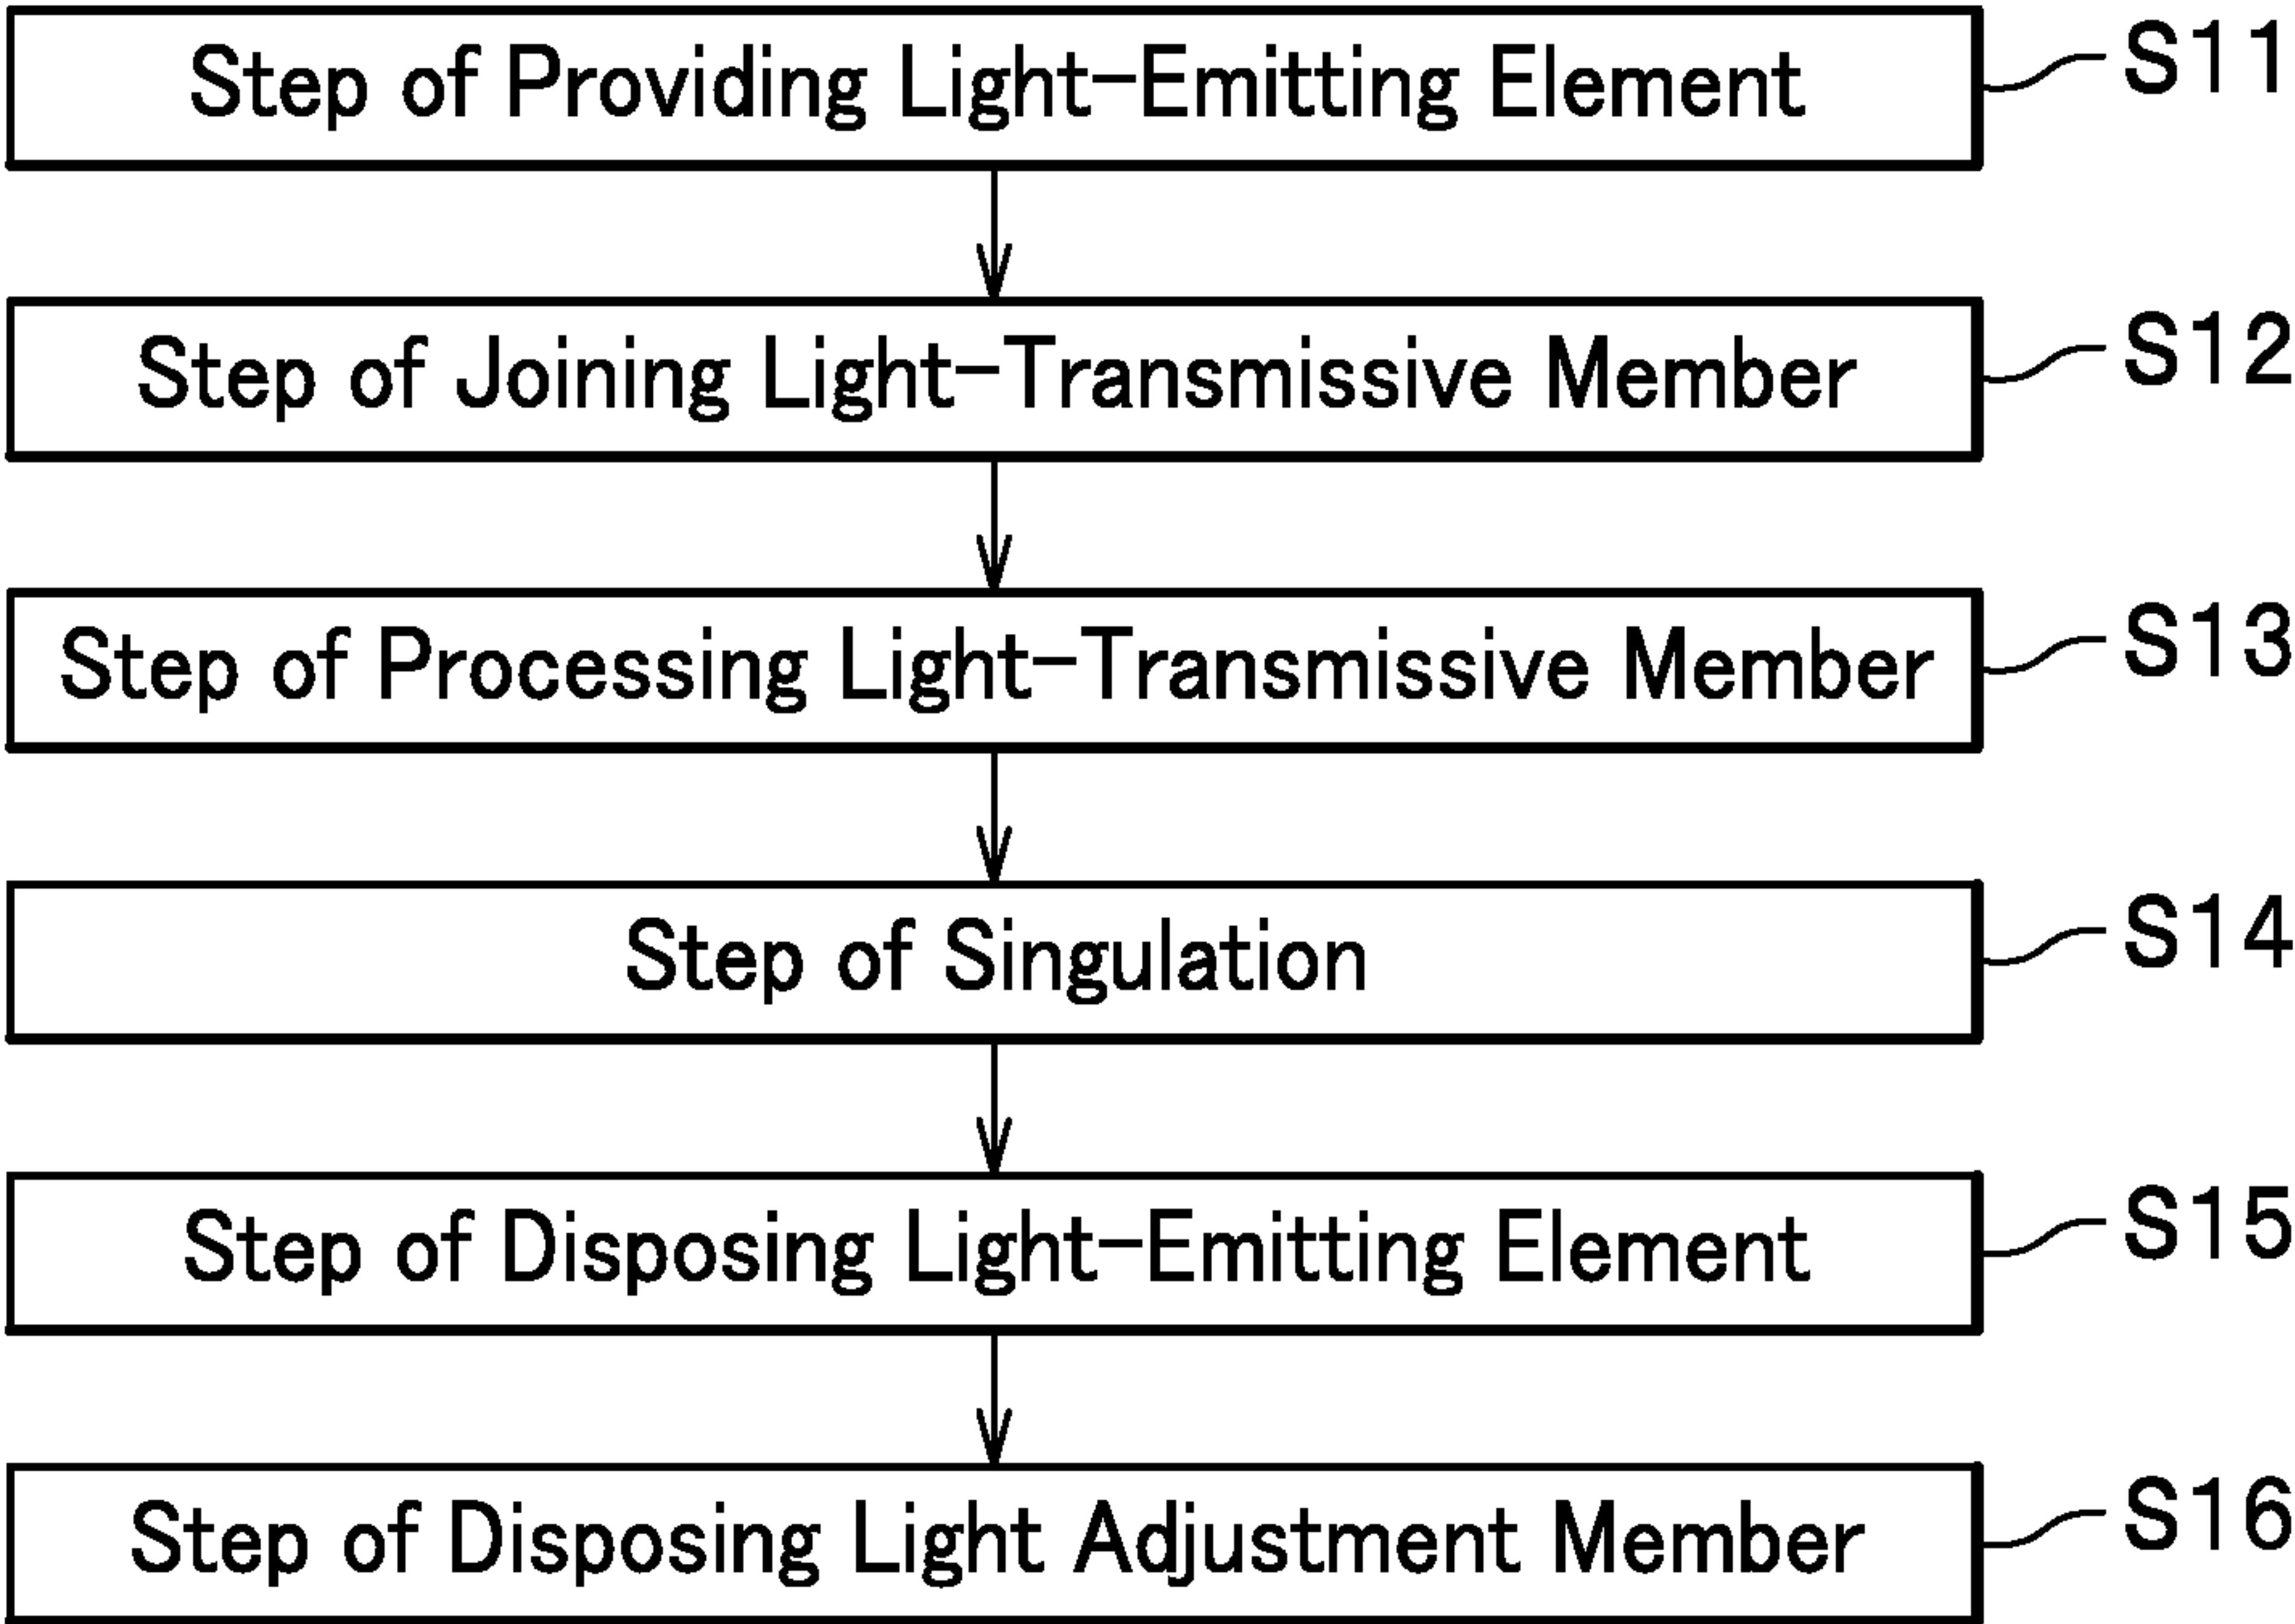 Step of Providing Light-Emitting Element S11
Step of Joining Light-Transmissive Member S12
Step of Processing Light-Transmissive Member S13
Step of Singulation S14
Step of Disposing Light-Emitting Element S15
Step of Disposing Light Adjustment Member S16